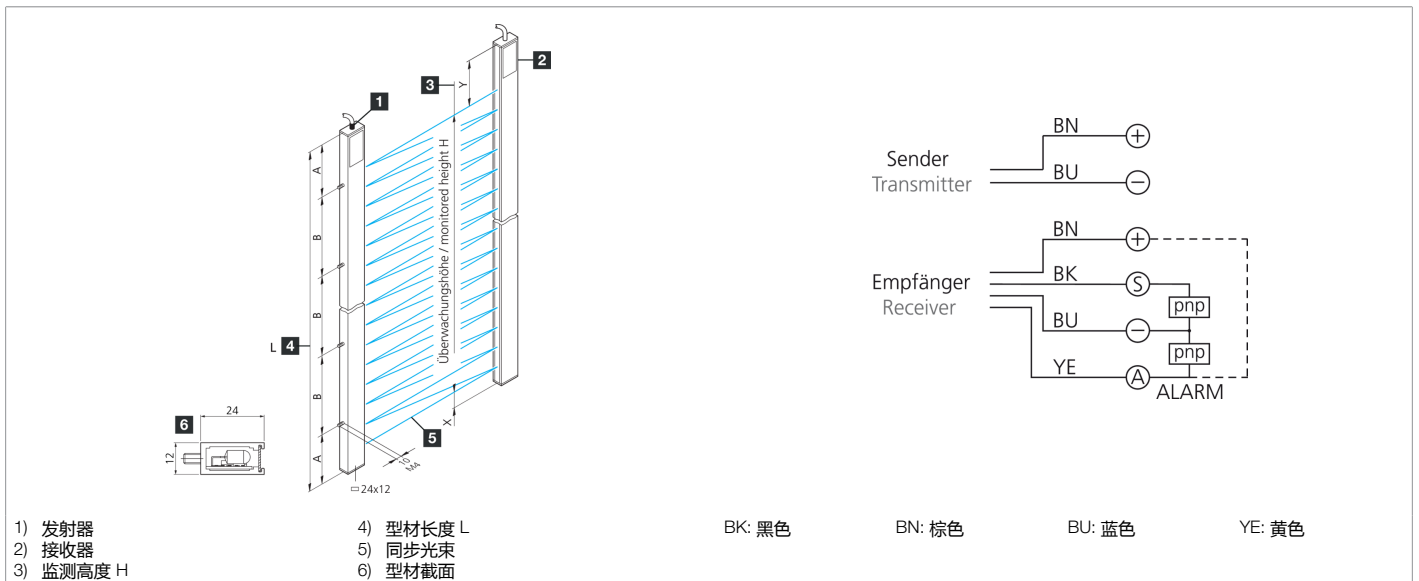 1
2
3
Y
A
B
B
B
A
L 4
Überwachungshöhe / monitored height H
X
5
10
M4
24x12
6
24
12
Sender
Transmitter
BN
+
BU
−
Empfänger
Receiver
BN
+
BK
S
pnp
BU
−
pnp
YE
A
ALARM
1) 发射器
2) 接收器
3) 监测高度 H
4) 型材长度 L
5) 同步光束
6) 型材截面
BK: 黑色
BN: 棕色
BU: 蓝色
YE: 黄色